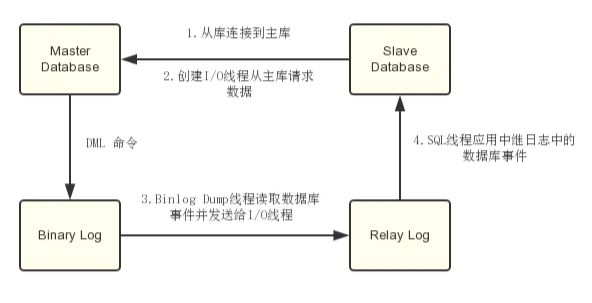 1.从库连接到主库
Master
Database
Slave
Database
2.创建I/O线程从主库请求
数据
DML 命令
4.SQL线程应用中继日志中的
数据库事件
3.Binlog Dump线程读取数据库
事件并发送给I/O线程
Binary Log
Relay Log